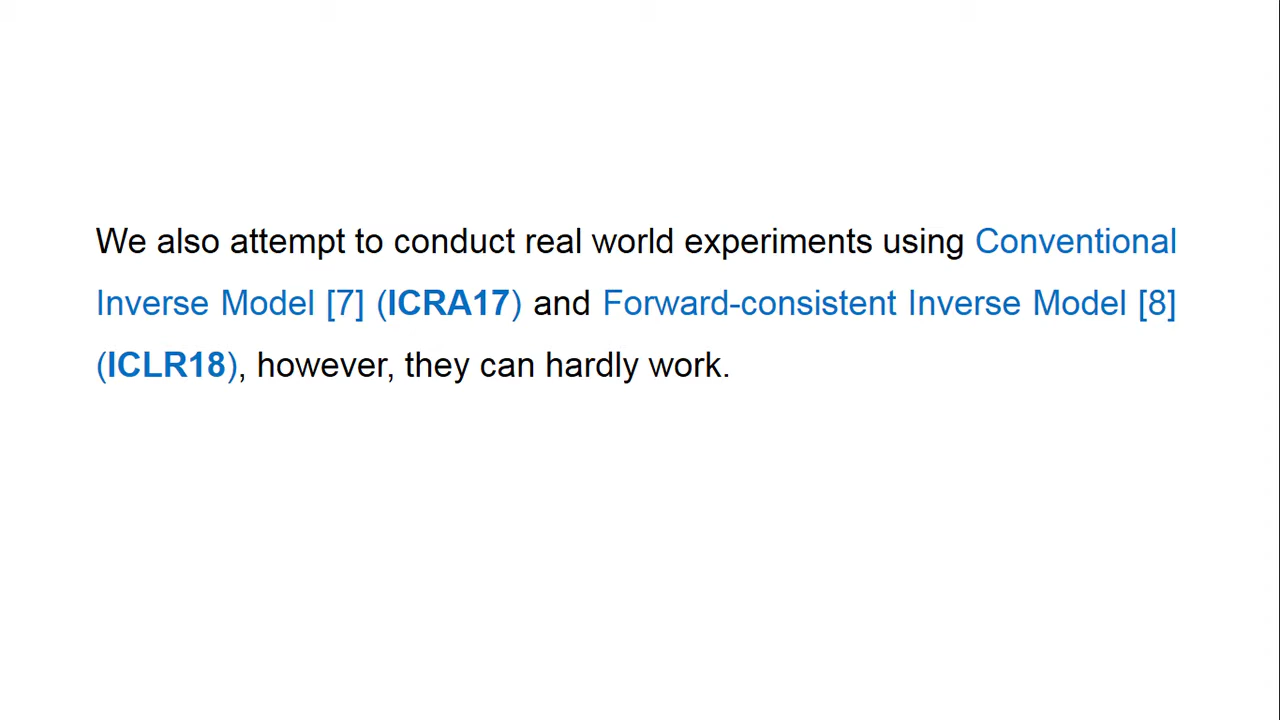 We also attempt to conduct real world experiments using Conventional
Inverse Model [7] (ICRA17) and Forward-consistent Inverse Model [8]
(ICLR18), however, they can hardly work.